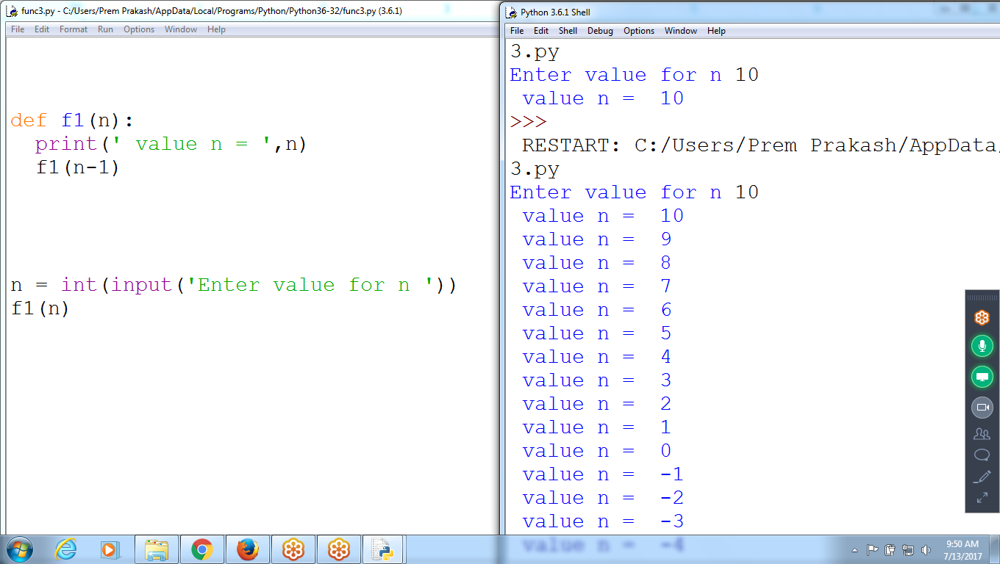 func3.py - C:/Users/Prem Prakash/AppData/Local/Programs/Python/Python36-32/func3.py (3.6.1)
File Edit Format Run Options Window Help
def f1(n):
  print(' value n = ',n)
  f1(n-1)
n = int(input('Enter value for n '))
f1(n)
Python 3.6.1 Shell
File Edit Shell Debug Options Window Help
3.py
Enter value for n 10
 value n =  10
>>>
 RESTART: C:/Users/Prem Prakash/AppData/
3.py
Enter value for n 10
 value n =  10
 value n =  9
 value n =  8
 value n =  7
 value n =  6
 value n =  5
 value n =  4
 value n =  3
 value n =  2
 value n =  1
 value n =  0
 value n =  -1
 value n =  -2
 value n =  -3
 value n =  -4
9:50 AM
7/13/2017